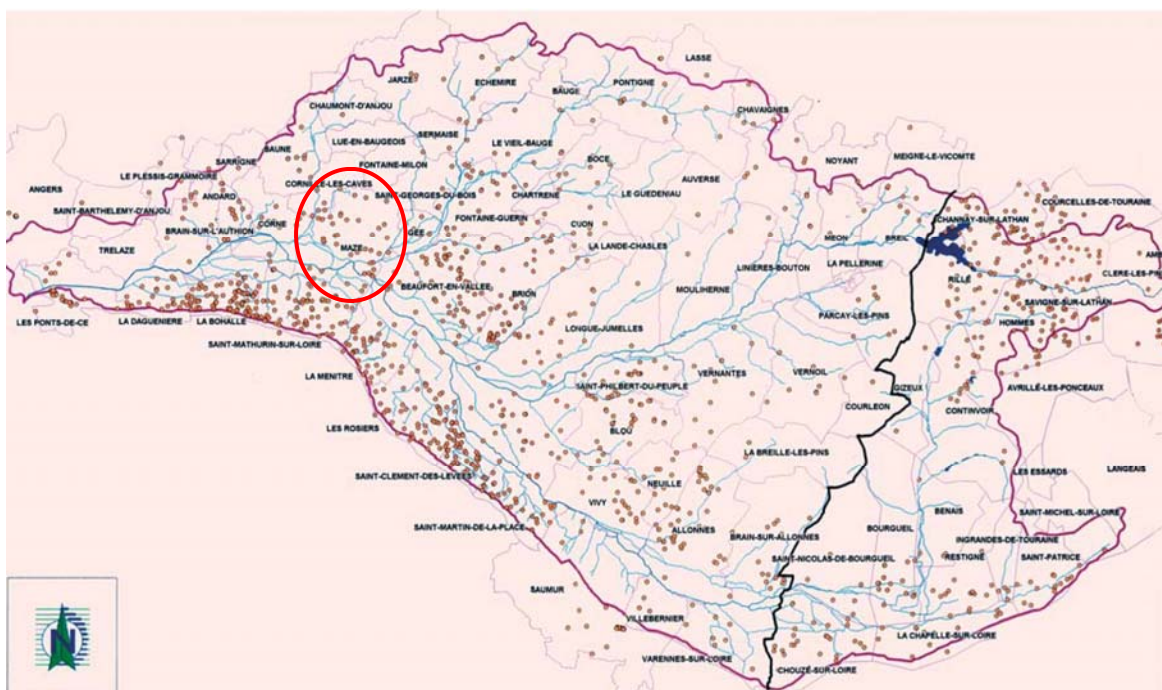 LASSE
JARZE
ECHEMIRE
PONTIGNE
BAUGE
CHAVAIGNES
CHAUMONT-D'ANJOU
SERMAISE
LUE-EN-BAUGEOIS
LE VIEIL-BAUGE
BAUNE
SARRIGNE
FONTAINE-MILON
BOCE
NOYANT
MEIGNE-LE-VICOMTE
LE PLESSIS-GRAMMOIRE
AUVERSE
ANGERS
CORNILLE-LES-CAVES
SAINT-GEORGES-DU-BOIS
CHARTRENE
LE GUEDENIAU
ANDARD
COURCELLES-DE-TOURAINE
SAINT-BARTHELEMY-D'ANJOU
CORNE
FONTAINE-GUERIN
CUON
CHANNAY-SUR-LATHAN
BRAIN-SUR-L'AUTHION
GEE
MEON
BREIL
TRELAZE
MAZE
LA LANDE-CHASLES
AMB
LA PELLERINE
LINIERES-BOUTON
CLERE-LES-PIN
RILLE
BEAUFORT-EN-VALLEE
BRION
MOULIHERNE
SAVIGNE-SUR-LATHAN
LES PONTS-DE-CE
LA DAGUENIERE
LA BOHALLE
PARCAY-LES-PINS
HOMMES
LONGUE-JUMELLES
SAINT-MATHURIN-SUR-LOIRE
LA MENITRE
VERNANTES
VERNOIL
SAINT-PHILBERT-DU-PEUPLE
GIZEUX
AVRILLÉ-LES-PONCEAUX
COURLEON
CONTINVOIR
LES ROSIERS
BLOU
LA BREILLE-LES-PINS
LES ESSARDS
LANGEAIS
SAINT-CLEMENT-DES-LEVEES
NEUILLE
VIVY
BENAIS
SAINT-MICHEL-SUR-LOIRE
SAINT-MARTIN-DE-LA-PLACE
ALLONNES
BRAIN-SUR-ALLONNES
BOURGUEIL
INGRANDES-DE-TOURAINE
SAINT-NICOLAS-DE-BOURGUEIL
RESTIGNE
SAINT-PATRICE
SAUMUR
VILLEBERNIER
LA CHAPELLE-SUR-LOIRE
VARENNES-SUR-LOIRE
CHOUZÉ-SUR-LOIRE
N